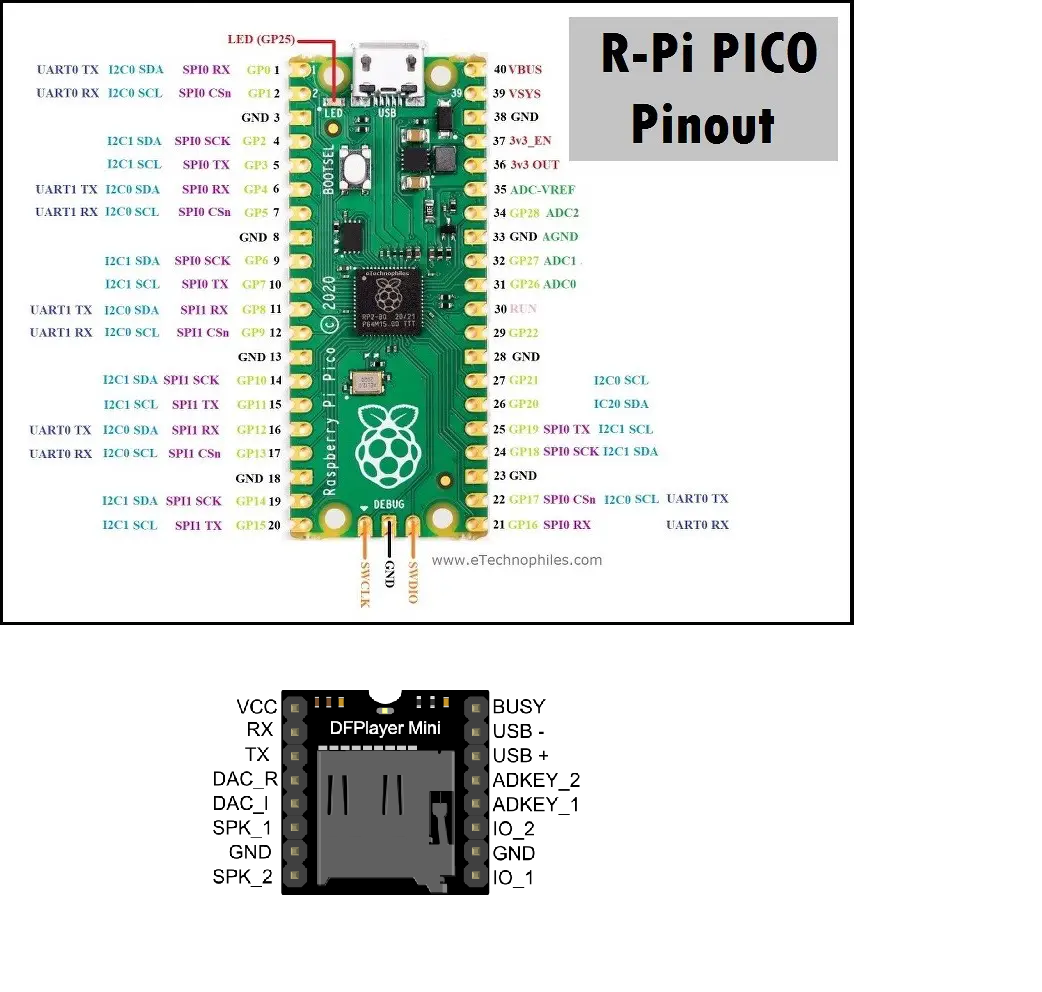 R-Pi PICO
Pinout
LED (GP25)
UART0 TX I2C0 SDA SPI0 RX GP0 1
UART0 RX I2C0 SCL SPI0 CSn GP1 2
GND 3
I2C1 SDA SPI0 SCK GP2 4
I2C1 SCL SPI0 TX GP3 5
UART1 TX I2C0 SDA SPI0 RX GP4 6
UART1 RX I2C0 SCL SPI0 CSn GP5 7
GND 8
I2C1 SDA SPI0 SCK GP6 9
I2C1 SCL SPI0 TX GP7 10
UART1 TX I2C0 SDA SPI1 RX GP8 11
UART1 RX I2C0 SCL SPI1 CSn GP9 12
GND 13
I2C1 SDA SPI1 SCK GP10 14
I2C1 SCL SPI1 TX GP11 15
UART0 TX I2C0 SDA SPI1 RX GP12 16
UART0 RX I2C0 SCL SPI1 CSn GP13 17
GND 18
I2C1 SDA SPI1 SCK GP14 19
I2C1 SCL SPI1 TX GP15 20
1
2
39
LED
USB
BOOTSEL
eTechnophiles
RP2-B0 20/21
P64M15.00 TTT
Raspberry Pi Pico © 2020
DEBUG
SWCLK
GND
SWDIO
40 VBUS
39 VSYS
38 GND
37 3v3_EN
36 3v3 OUT
35 ADC-VREF
34 GP28 ADC2
33 GND AGND
32 GP27 ADC1
31 GP26 ADC0
30 RUN
29 GP22
28 GND
27 GP21 I2C0 SCL
26 GP20 IC20 SDA
25 GP19 SPI0 TX I2C1 SCL
24 GP18 SPI0 SCK I2C1 SDA
23 GND
22 GP17 SPI0 CSn I2C0 SCL UART0 TX
21 GP16 SPI0 RX UART0 RX
www.eTechnophiles.com
DFPlayer Mini
VCC
RX
TX
DAC_R
DAC_I
SPK_1
GND
SPK_2
BUSY
USB -
USB +
ADKEY_2
ADKEY_1
IO_2
GND
IO_1